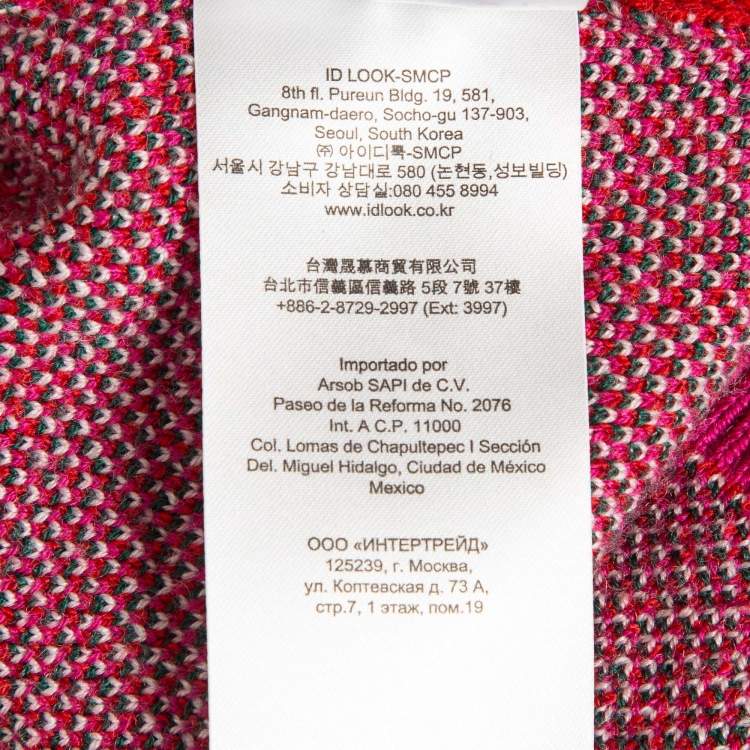 ID LOOK-SMCP
8th fl. Pureun Bldg. 19, 581,
Gangnam-daero, Socho-gu 137-903,
Seoul, South Korea
㈜ 아이디룩-SMCP
서울시 강남구 강남대로 580 (논현동,성보빌딩)
소비자 상담실:080 455 8994
www.idlook.co.kr
台灣晟慕商貿有限公司
台北市信義區信義路 5段 7號 37樓
+886-2-8729-2997 (Ext: 3997)
Importado por
Arsob SAPI de C.V.
Paseo de la Reforma No. 2076
Int. A C.P. 11000
Col. Lomas de Chapultepec I Sección
Del. Miguel Hidalgo, Ciudad de México
Mexico
ООО «ИНТЕРТРЕЙД»
125239, г. Москва,
ул. Коптевская д. 73 А,
стр.7, 1 этаж, пом.19